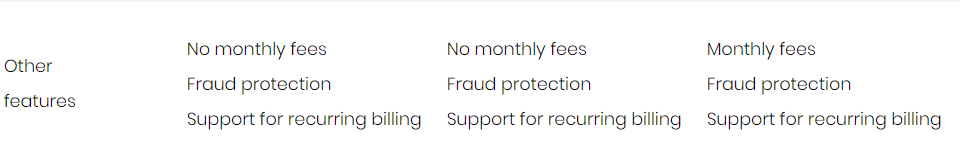 Other
features
No monthly fees
Fraud protection
Support for recurring billing
No monthly fees
Fraud protection
Support for recurring billing
Monthly fees
Fraud protection
Support for recurring billing